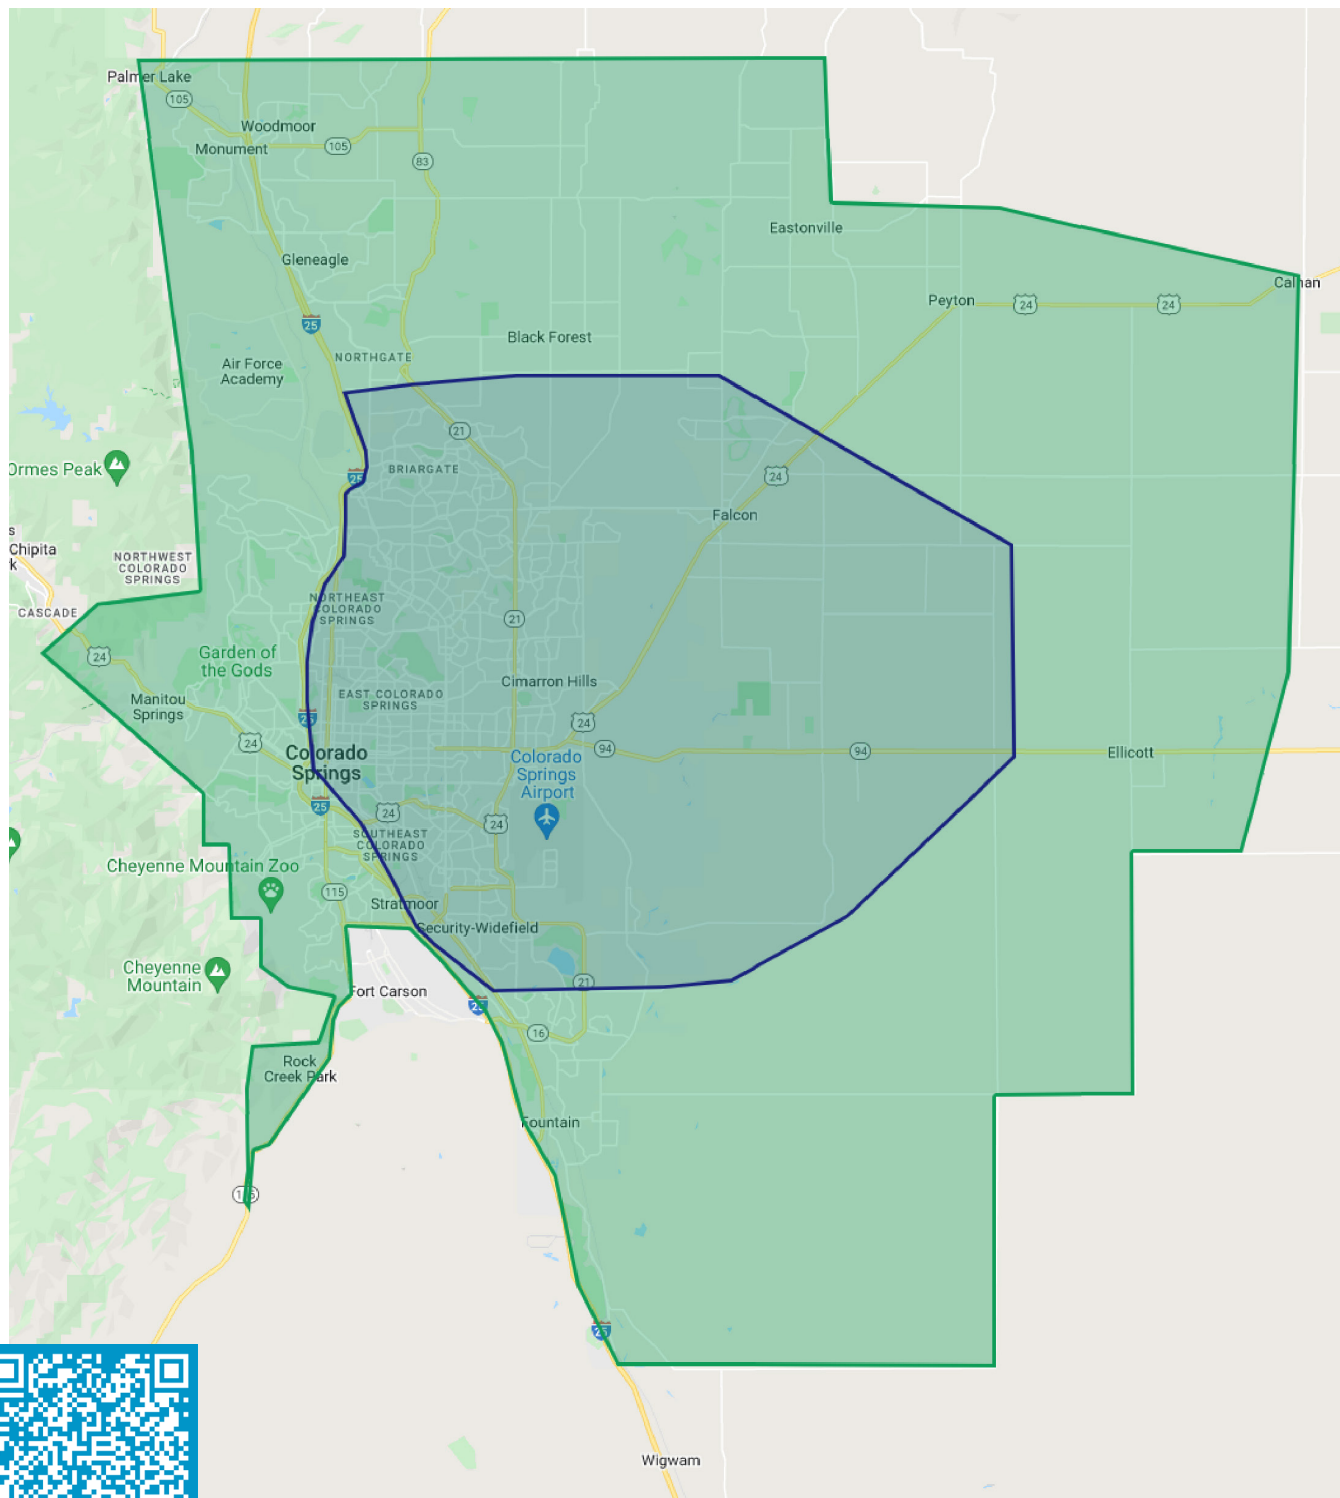 Palmer Lake
105
Woodmoor
Monument
105
83
Eastonville
Gleneagle
Calhan
Peyton
24
24
25
Black Forest
NORTHGATE
Air Force
Academy
21
BRIARGATE
Ormes Peak
25
24
Falcon
s
Chipita
k
NORTHWEST
COLORADO
SPRINGS
CASCADE
NORTHEAST
COLORADO
SPRINGS
21
24
Garden of
the Gods
Cimarron Hills
Manitou
Springs
EAST COLORADO
SPRINGS
25
24
24
94
94
Ellicott
Colorado
Springs
Colorado
Springs
Airport
25
24
24
SOUTHEAST
COLORADO
SPRINGS
Cheyenne Mountain Zoo
115
Stratmoor
Security-Widefield
Cheyenne
Mountain
21
Fort Carson
25
16
Rock
Creek Park
Fountain
115
25
Wigwam